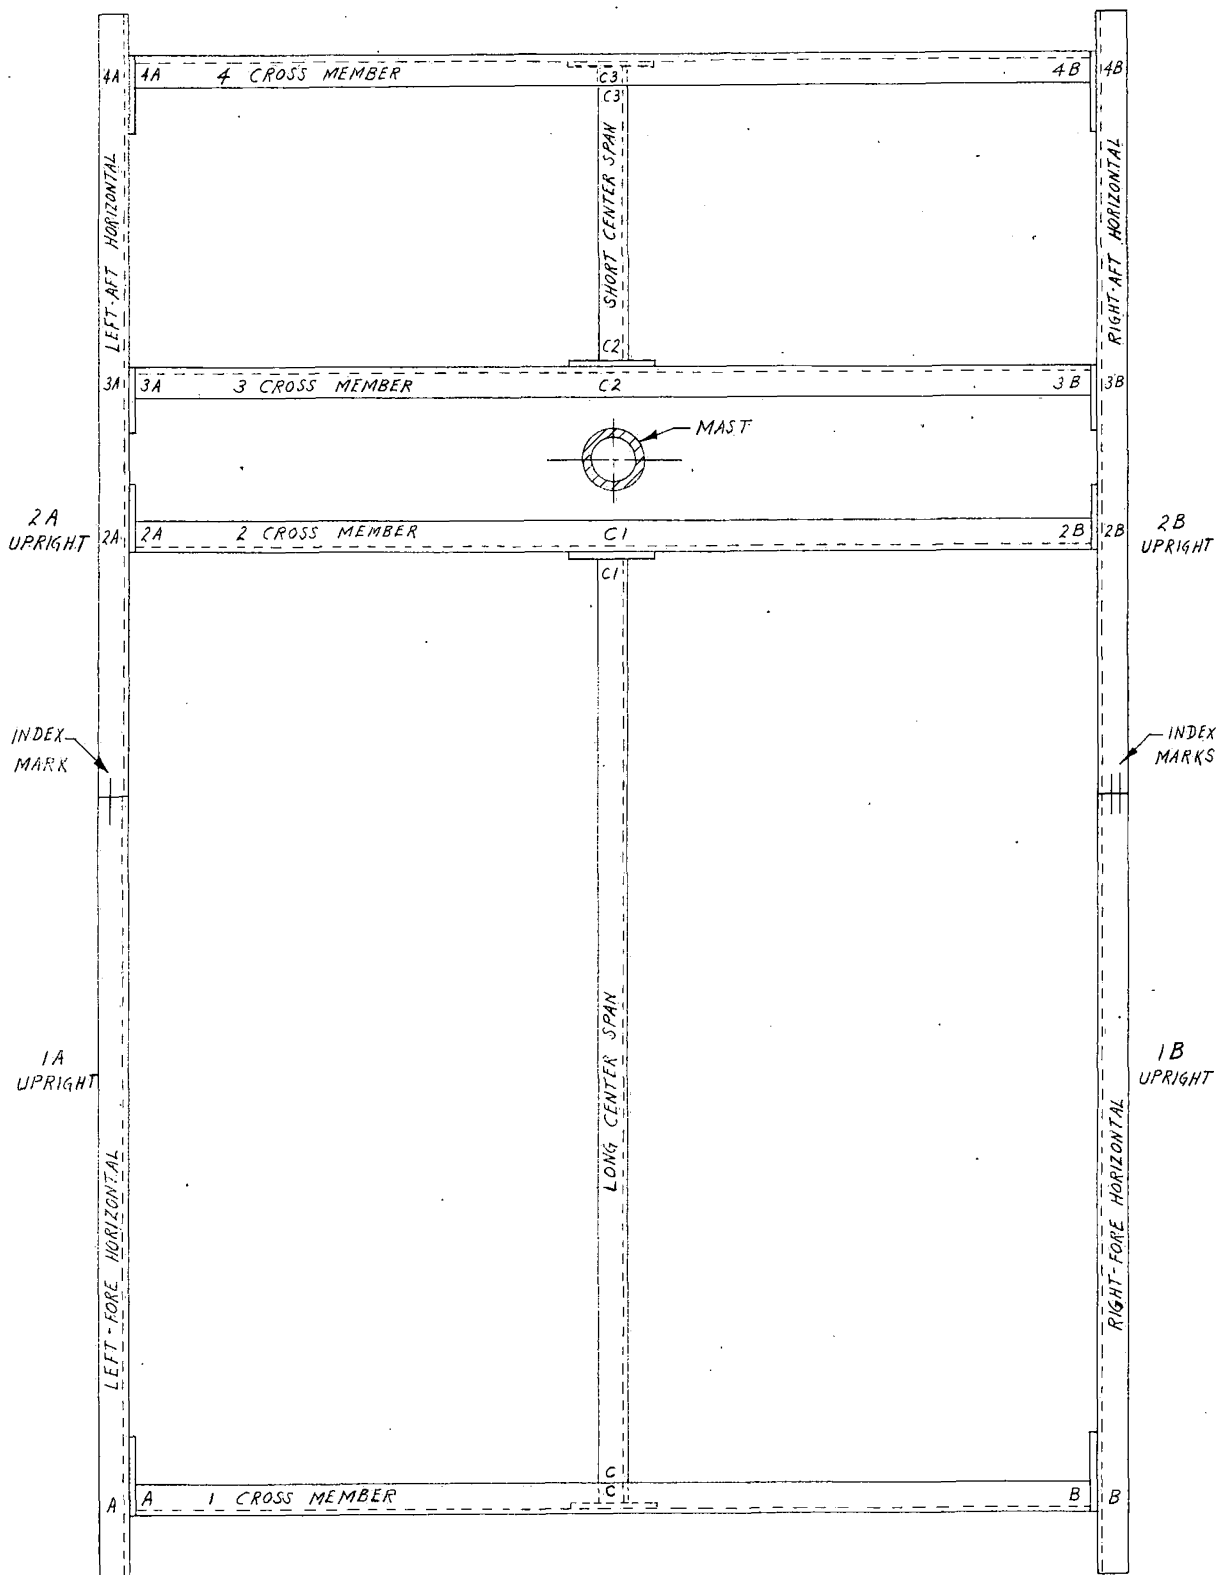 4A 4A 4 CROSS MEMBER C3 4B 4B
C3
LEFT-AFT HORIZONTAL
SHORT CENTER SPAN
RIGHT-AFT HORIZONTAL
C2
3A 3A 3 CROSS MEMBER C2 3B 3B
MAST
2A
UPRIGHT
2A 2A 2 CROSS MEMBER C1 2B 2B
2B
UPRIGHT
C1
INDEX
MARK
INDEX
MARKS
1A
UPRIGHT
LONG CENTER SPAN
1B
UPRIGHT
LEFT-FORE HORIZONTAL
RIGHT-FORE HORIZONTAL
C
A A 1 CROSS MEMBER C B B